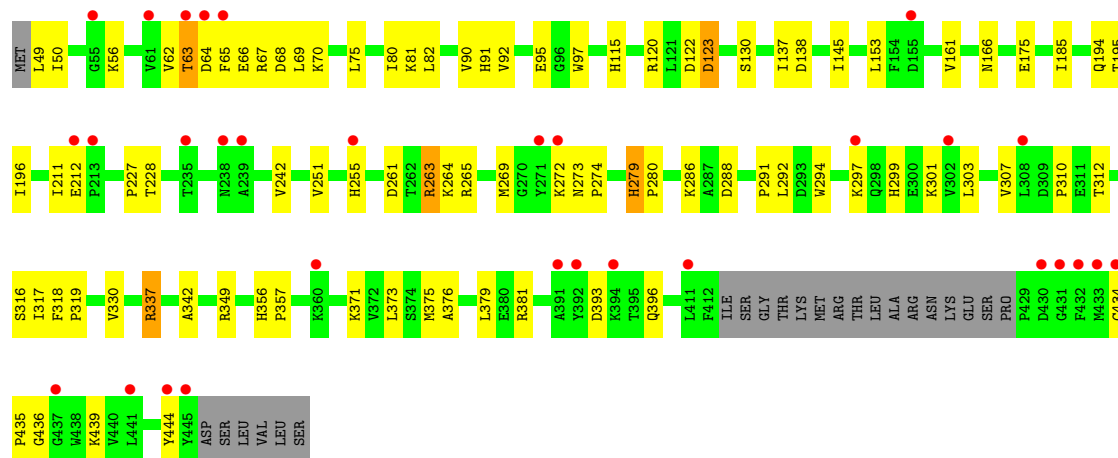 MET L49 I50 G55 K56 V61 V62 T63 D64 F65 E66 R67 D68 L69 K70 L75 I80 K81 L82 V90 H91 V92 E95 G96 W97 H115 R120 L121 D122 D123 S130 I137 D138 I145 L153 F154 D155 V161 N166 E175 I185 Q194 T195
I196 I211 E212 P213 P227 T228 T235 N238 A239 V242 V251 H255 D261 T262 R263 K264 R265 M269 G270 Y271 K272 N273 P274 H279 P280 K286 A287 D288 P291 L292 D293 W294 K297 Q298 H299 E300 K301 V302 L303 V307 L308 D309 P310 E311 T312
S316 I317 F318 P319 V330 R337 A342 R349 H356 P357 K360 K371 V372 L373 S374 M375 A376 L379 E380 R381 A391 Y392 D393 K394 T395 Q396 L411 F412 ILE SER GLY THR LYS MET ARG THR LEU ALA ARG ASN LYS GLU SER PRO P429 D430 G431 F432 M433 C434
P435 G436 G437 W438 K439 V440 L441 Y444 Y445 ASP SER LEU VAL LEU SER